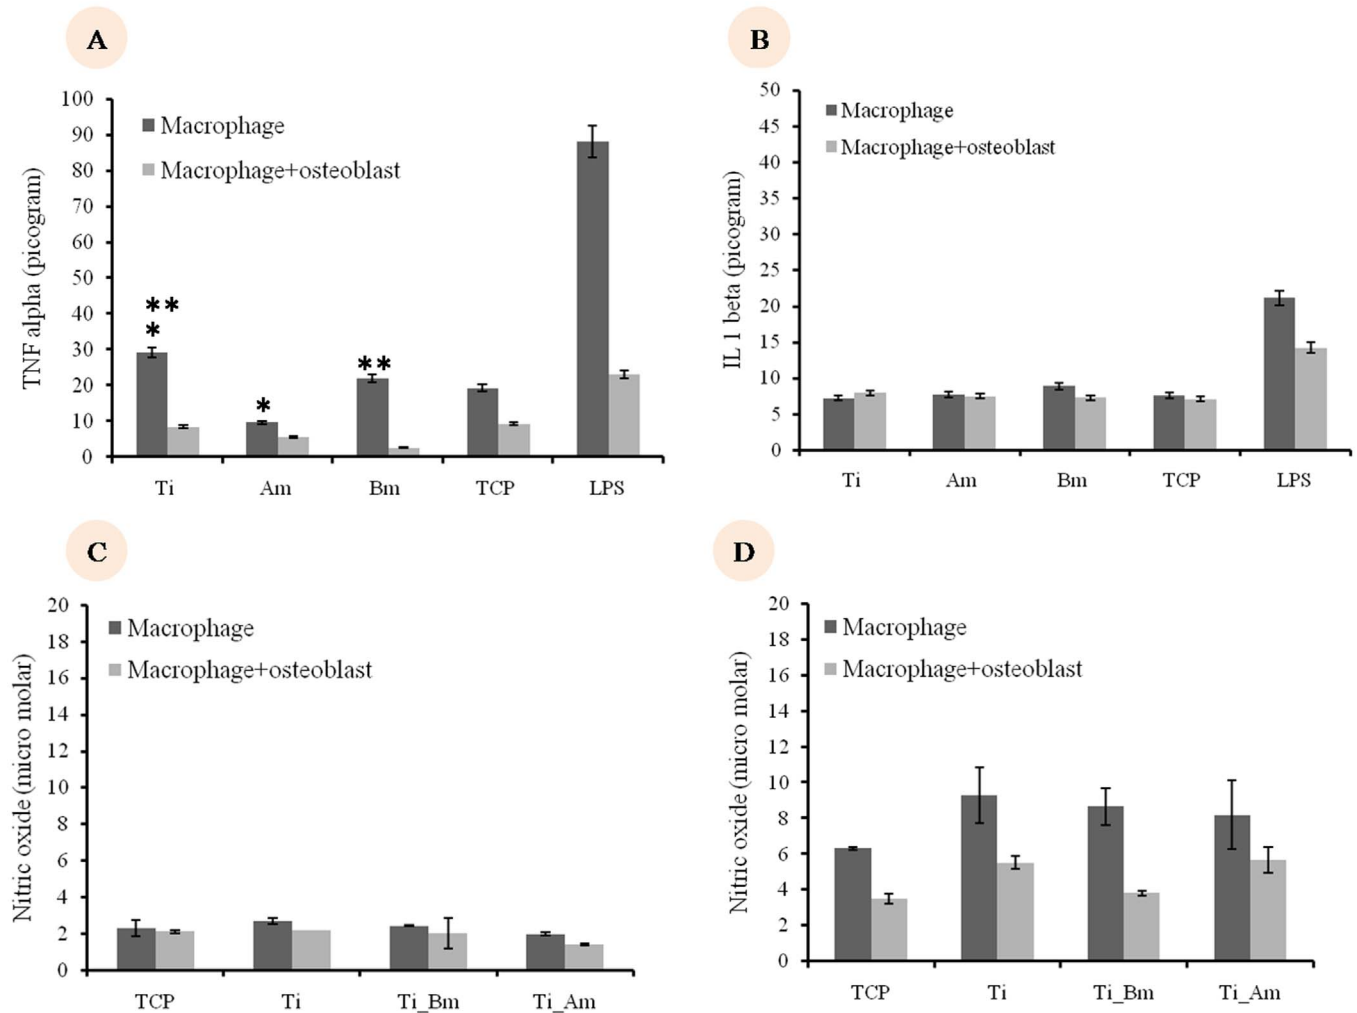 A
TNF alpha (picogram)
100
90
80
70
60
50
40
30
20
10
0
Macrophage
Macrophage+osteoblast
**
*
*
**
Ti Am Bm TCP LPS
B
IL 1 beta (picogram)
50
45
40
35
30
25
20
15
10
5
0
Macrophage
Macrophage+osteoblast
Ti Am Bm TCP LPS
C
Nitric oxide (micro molar)
20
18
16
14
12
10
8
6
4
2
0
Macrophage
Macrophage+osteoblast
TCP Ti Ti_Bm Ti_Am
D
Nitric oxide (micro molar)
20
18
16
14
12
10
8
6
4
2
0
Macrophage
Macrophage+osteoblast
TCP Ti Ti_Bm Ti_Am